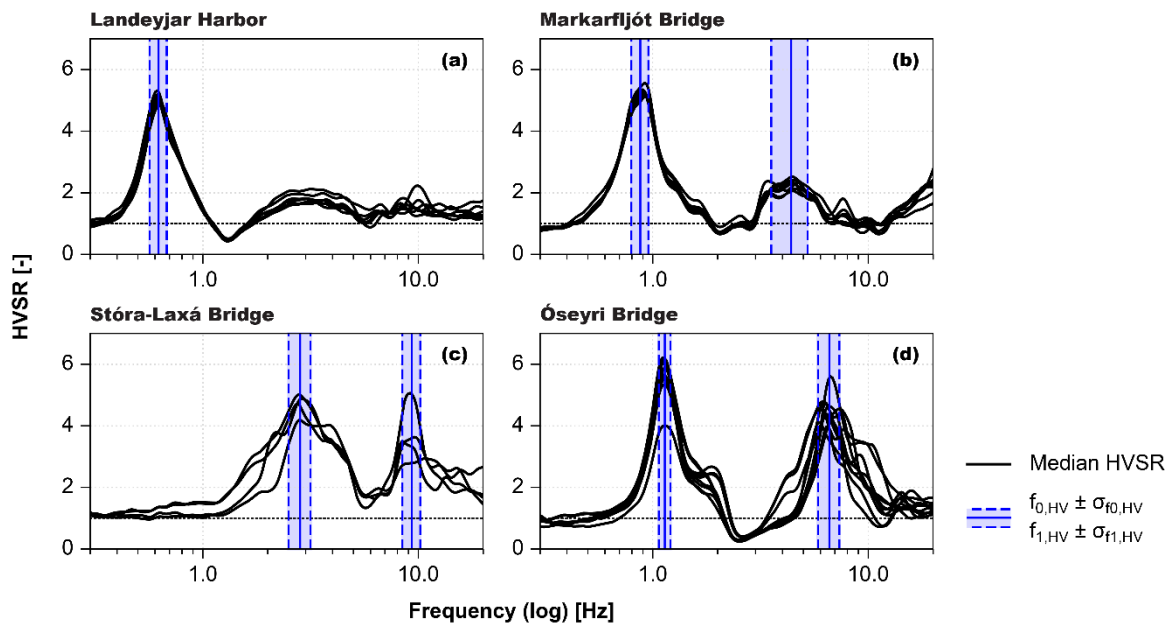 Landeyjar Harbor
Markarfljót Bridge
(a)
(b)
6
4
2
0
6
4
2
0
1.0
10.0
1.0
10.0
HVSR [-]
Stóra-Laxá Bridge
Óseyri Bridge
(c)
(d)
6
4
2
0
6
4
2
0
1.0
10.0
1.0
10.0
Median HVSR
f0,HV ± σf0,HV
f1,HV ± σf1,HV
Frequency (log) [Hz]